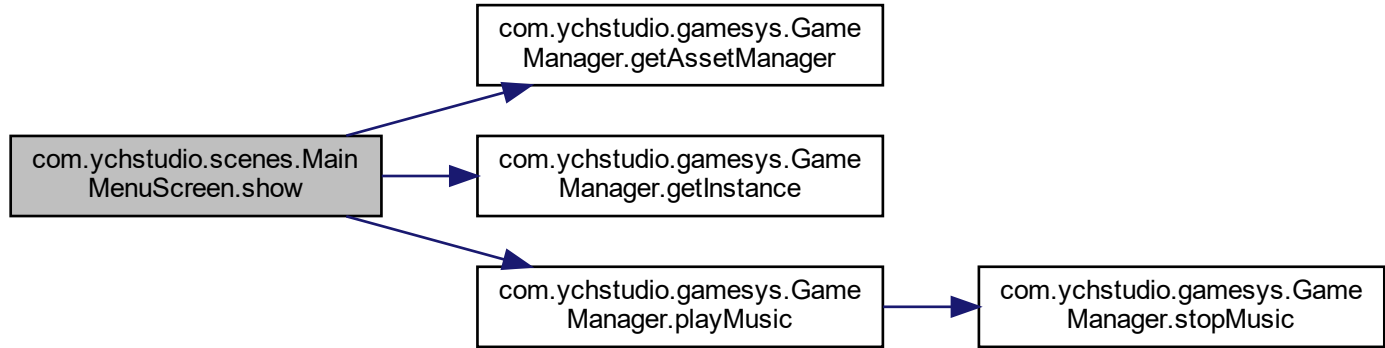 com.ychstudio.gamesys.Game
Manager.getAssetManager
com.ychstudio.scenes.Main
MenuScreen.show
com.ychstudio.gamesys.Game
Manager.getInstance
com.ychstudio.gamesys.Game
Manager.playMusic
com.ychstudio.gamesys.Game
Manager.stopMusic